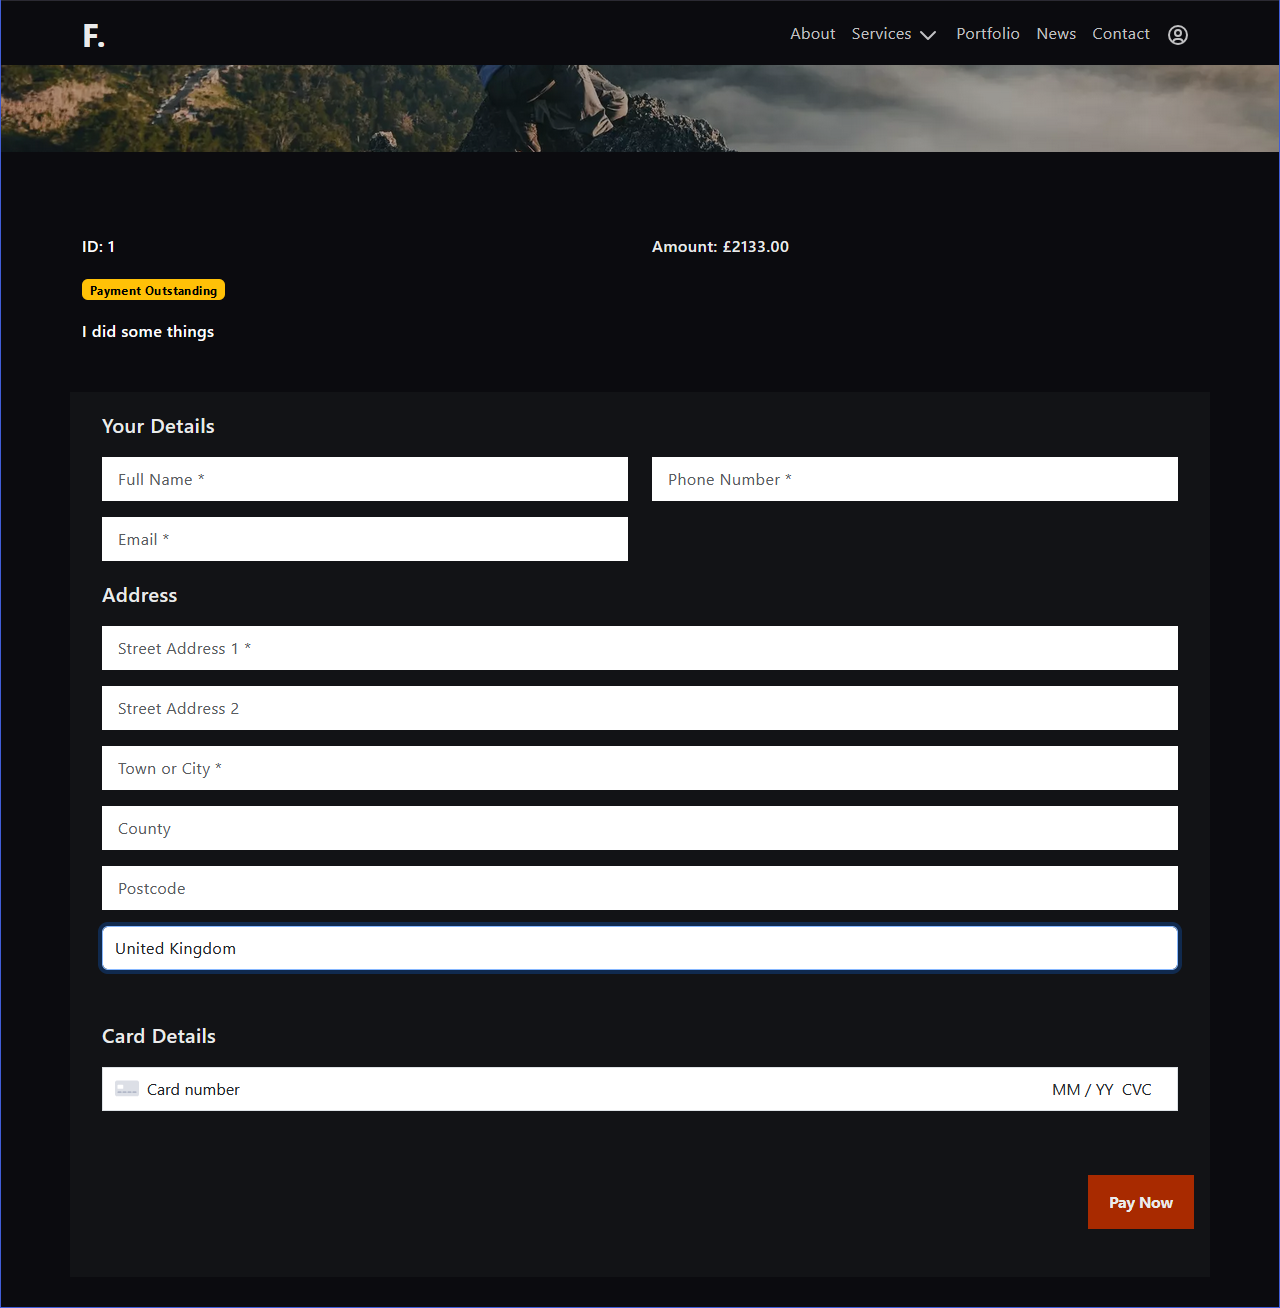 F.
About Services Portfolio News Contact
ID: 1
Amount: £2133.00
Payment Outstanding
I did some things
Your Details
Full Name *
Phone Number *
Email *
Address
Street Address 1 *
Street Address 2
Town or City *
County
Postcode
United Kingdom
Card Details
Card number MM / YY CVC
Pay Now